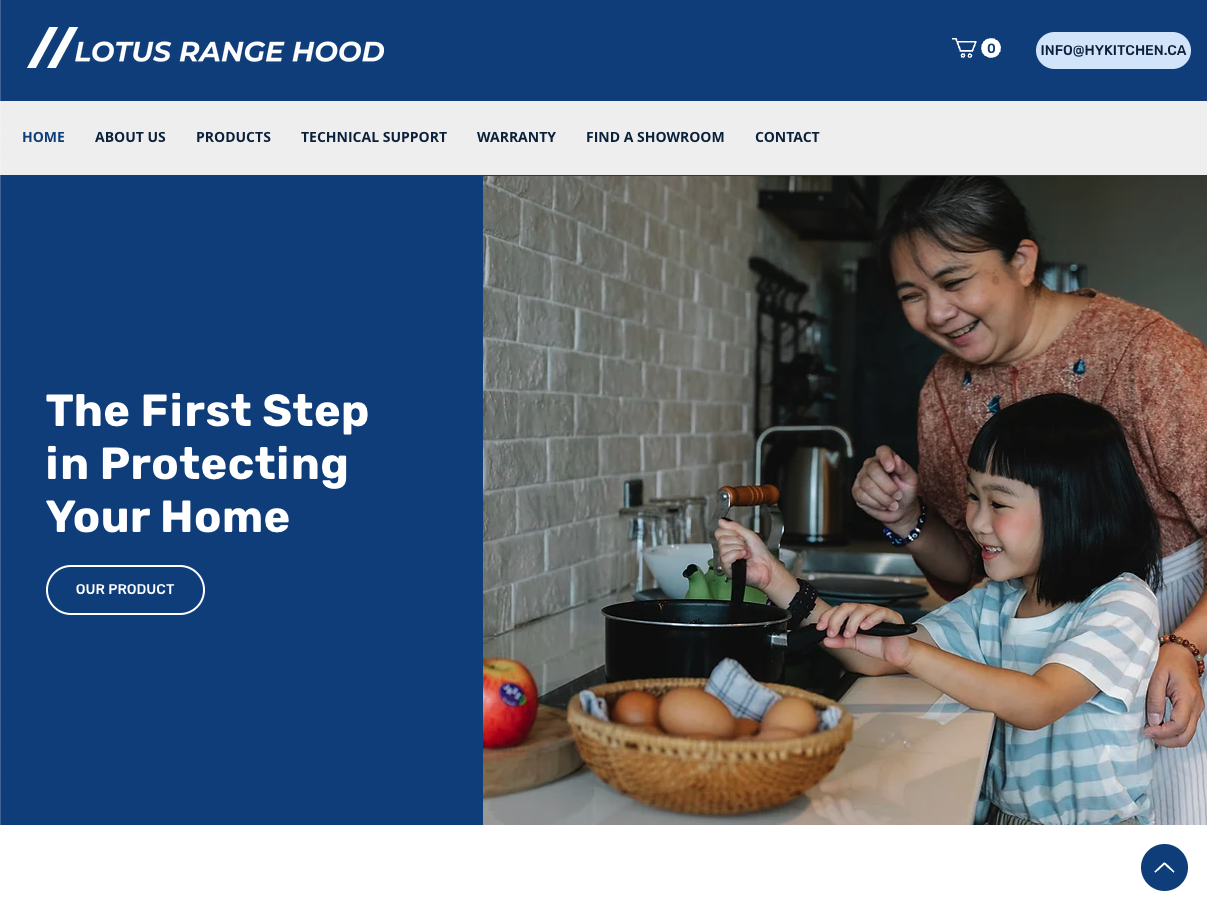 LOTUS RANGE HOOD
0
INFO@HYKITCHEN.CA
HOME ABOUT US PRODUCTS TECHNICAL SUPPORT WARRANTY FIND A SHOWROOM CONTACT
The First Step
in Protecting
Your Home
OUR PRODUCT